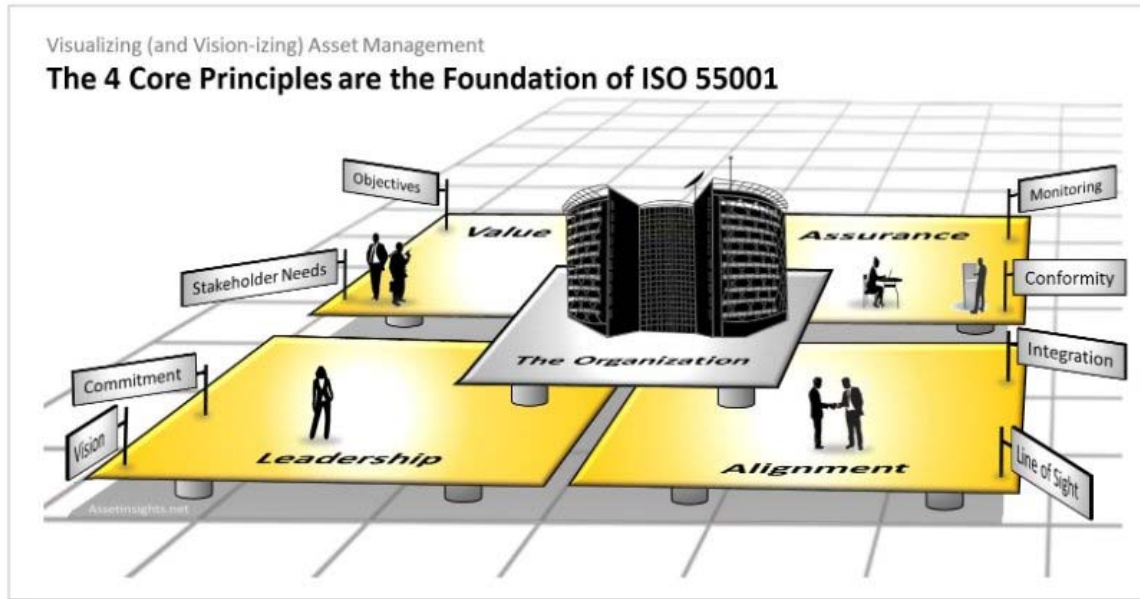 Visualizing (and Vision-izing) Asset Management
The 4 Core Principles are the Foundation of ISO 55001
Objectives
Monitoring
Value
Assurance
Stakeholder Needs
Conformity
The Organization
Integration
Commitment
Vision
Leadership
Alignment
Line of Sight
Assetinsights.net